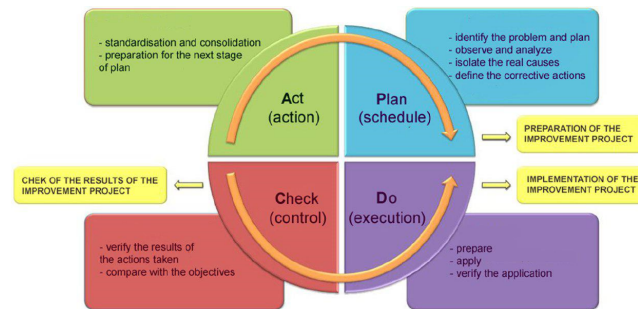 - standardisation and consolidation
- preparation for the next stage
of plan
Act
(action)
Plan
(schedule)
- identify the problem and plan
- observe and analyze
- isolate the real causes
- define the corrective actions
PREPARATION OF THE
IMPROVEMENT PROJECT
CHEK OF THE RESULTS OF THE
IMPROVEMENT PROJECT
IMPLEMENTATION OF THE
IMPROVEMENT PROJECT
Check
(control)
Do
(execution)
- verify the results of
the actions taken
- compare with the objectives
- prepare
- apply
- verify the application